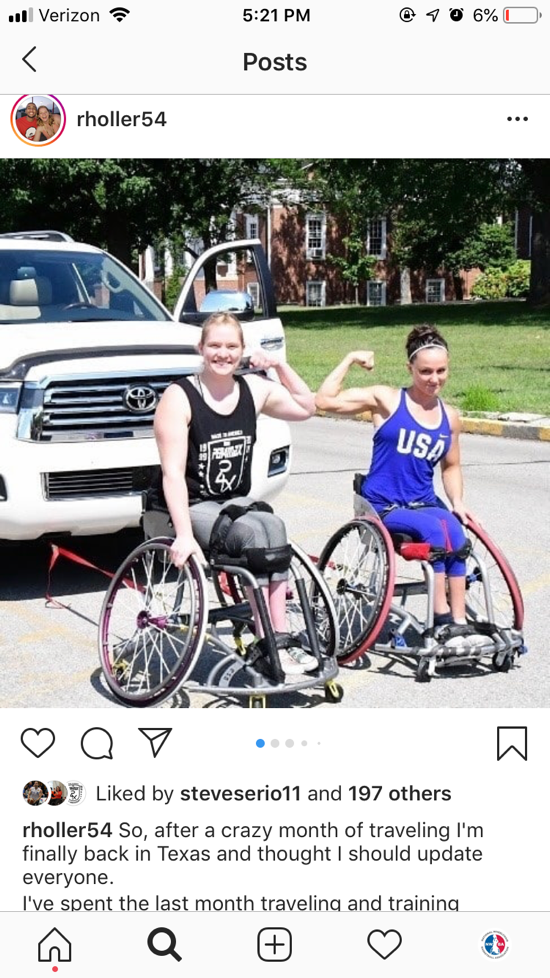 Verizon 5:21 PM 6%
Posts
rholler54
USA
Liked by steveserio11 and 197 others
rholler54 So, after a crazy month of traveling I'm
finally back in Texas and thought I should update
everyone.
I've spent the last month traveling and training